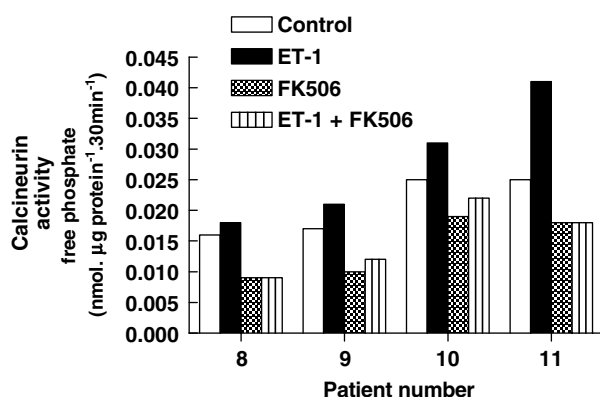 Control
ET-1
FK506
ET-1 + FK506
Calcineurin
activity
free phosphate
(nmol. µg protein⁻¹.30min⁻¹)
0.045
0.040
0.035
0.030
0.025
0.020
0.015
0.010
0.005
0.000
8 9 10 11
Patient number